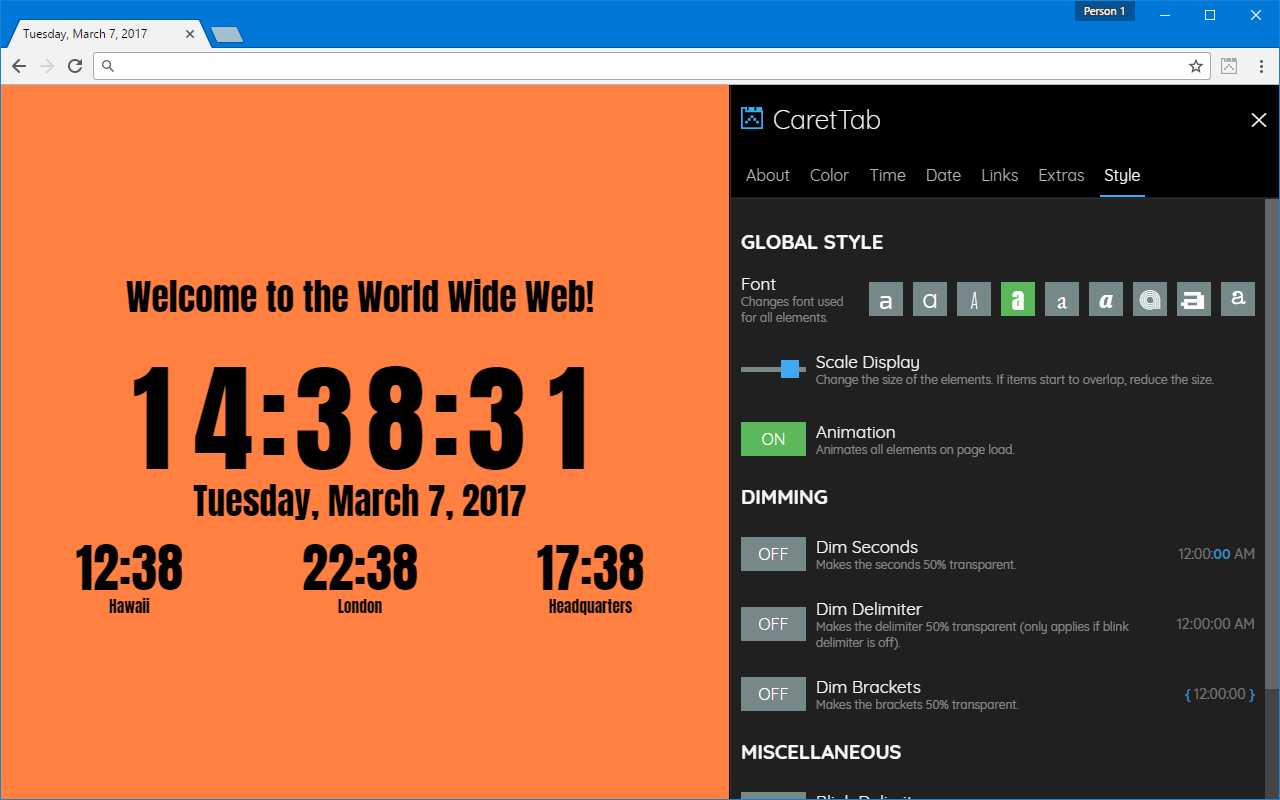 Person 1
Tuesday, March 7, 2017
CaretTab
About Color Time Date Links Extras Style
Welcome to the World Wide Web!
14:38:31
Tuesday, March 7, 2017
12:38 22:38 17:38
Hawaii London Headquarters
GLOBAL STYLE
Font
Changes font used
for all elements.
a a A a a a a a a
Scale Display
Change the size of the elements. If items start to overlap, reduce the size.
ON
Animation
Animates all elements on page load.
DIMMING
OFF
Dim Seconds
Makes the seconds 50% transparent.
12:00:00 AM
OFF
Dim Delimiter
Makes the delimiter 50% transparent (only applies if blink
delimiter is off).
12:00:00 AM
OFF
Dim Brackets
Makes the brackets 50% transparent.
{ 12:00:00 }
MISCELLANEOUS